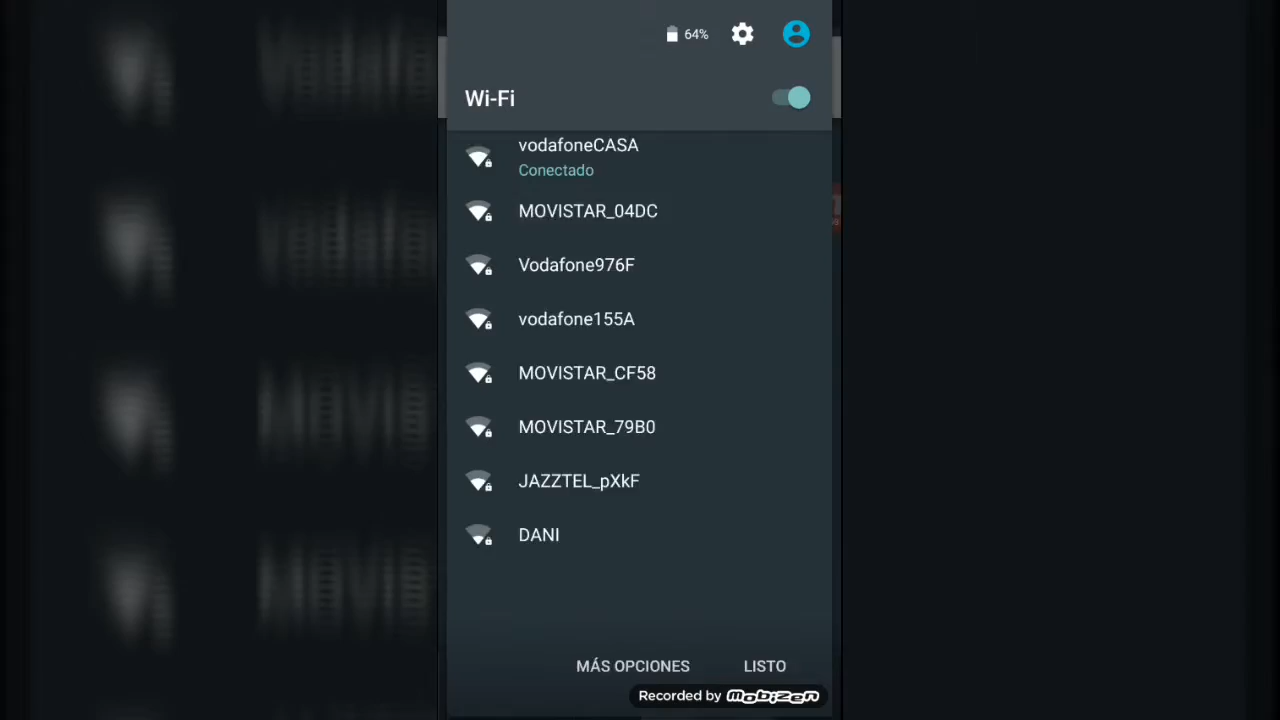 64%
Wi-Fi
vodafoneCASA
Conectado
MOVISTAR_04DC
Vodafone976F
vodafone155A
MOVISTAR_CF58
MOVISTAR_79B0
JAZZTEL_pXkF
DANI
MÁS OPCIONES LISTO
Recorded by mobizen